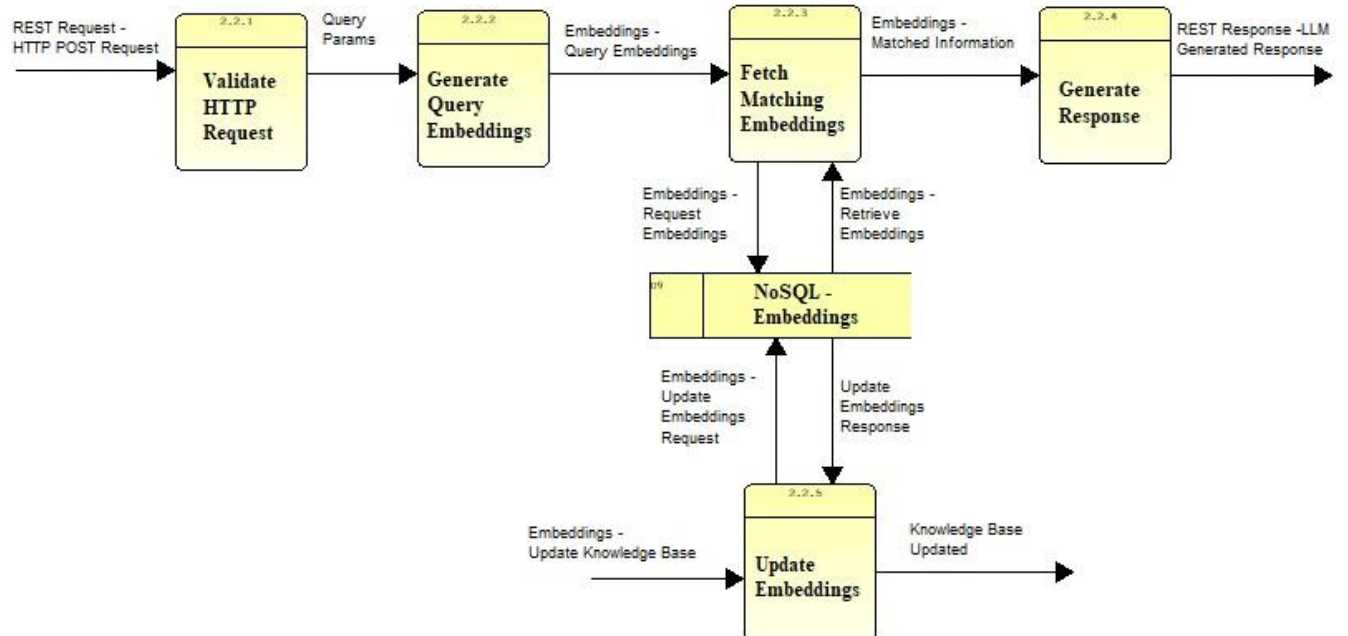 REST Request -
HTTP POST Request
2.2.1
Validate
HTTP
Request
Query
Params
2.2.2
Generate
Query
Embeddings
Embeddings -
Query Embeddings
2.2.3
Fetch
Matching
Embeddings
Embeddings -
Matched Information
2.2.4
Generate
Response
REST Response -LLM
Generated Response
Embeddings -
Request
Embeddings
Embeddings -
Retrieve
Embeddings
NoSQL -
Embeddings
Embeddings -
Update
Embeddings
Request
Update
Embeddings
Response
2.2.5
Update
Embeddings
Embeddings -
Update Knowledge Base
Knowledge Base
Updated